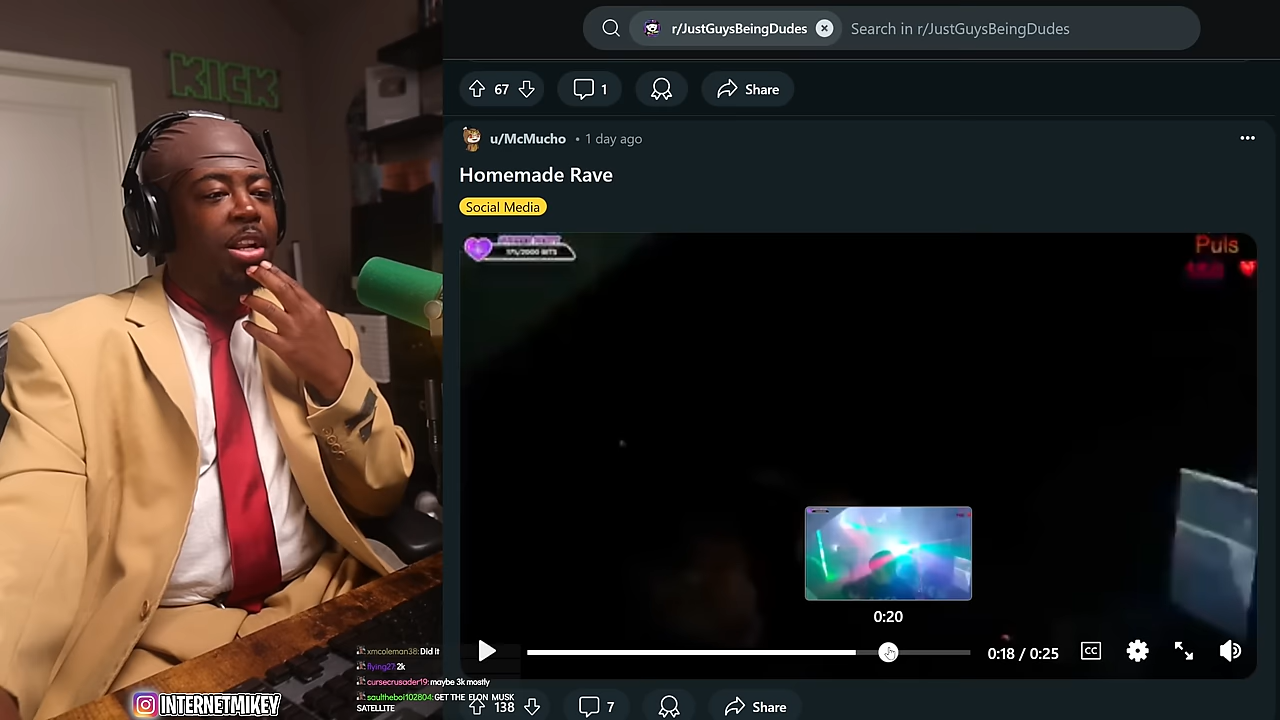 KICK
r/JustGuysBeingDudes
Search in r/JustGuysBeingDudes
67
1
Share
u/McMucho • 1 day ago
Homemade Rave
Social Media
Puls
0:20
0:18 / 0:25
CC
xmcoleman38: Did it
flying27: 2k
cursecrusader19: maybe 3k mostly
saultheboi102804: GET THE ELON MUSK
SATELLITE
INTERNETMIKEY
138
7
Share